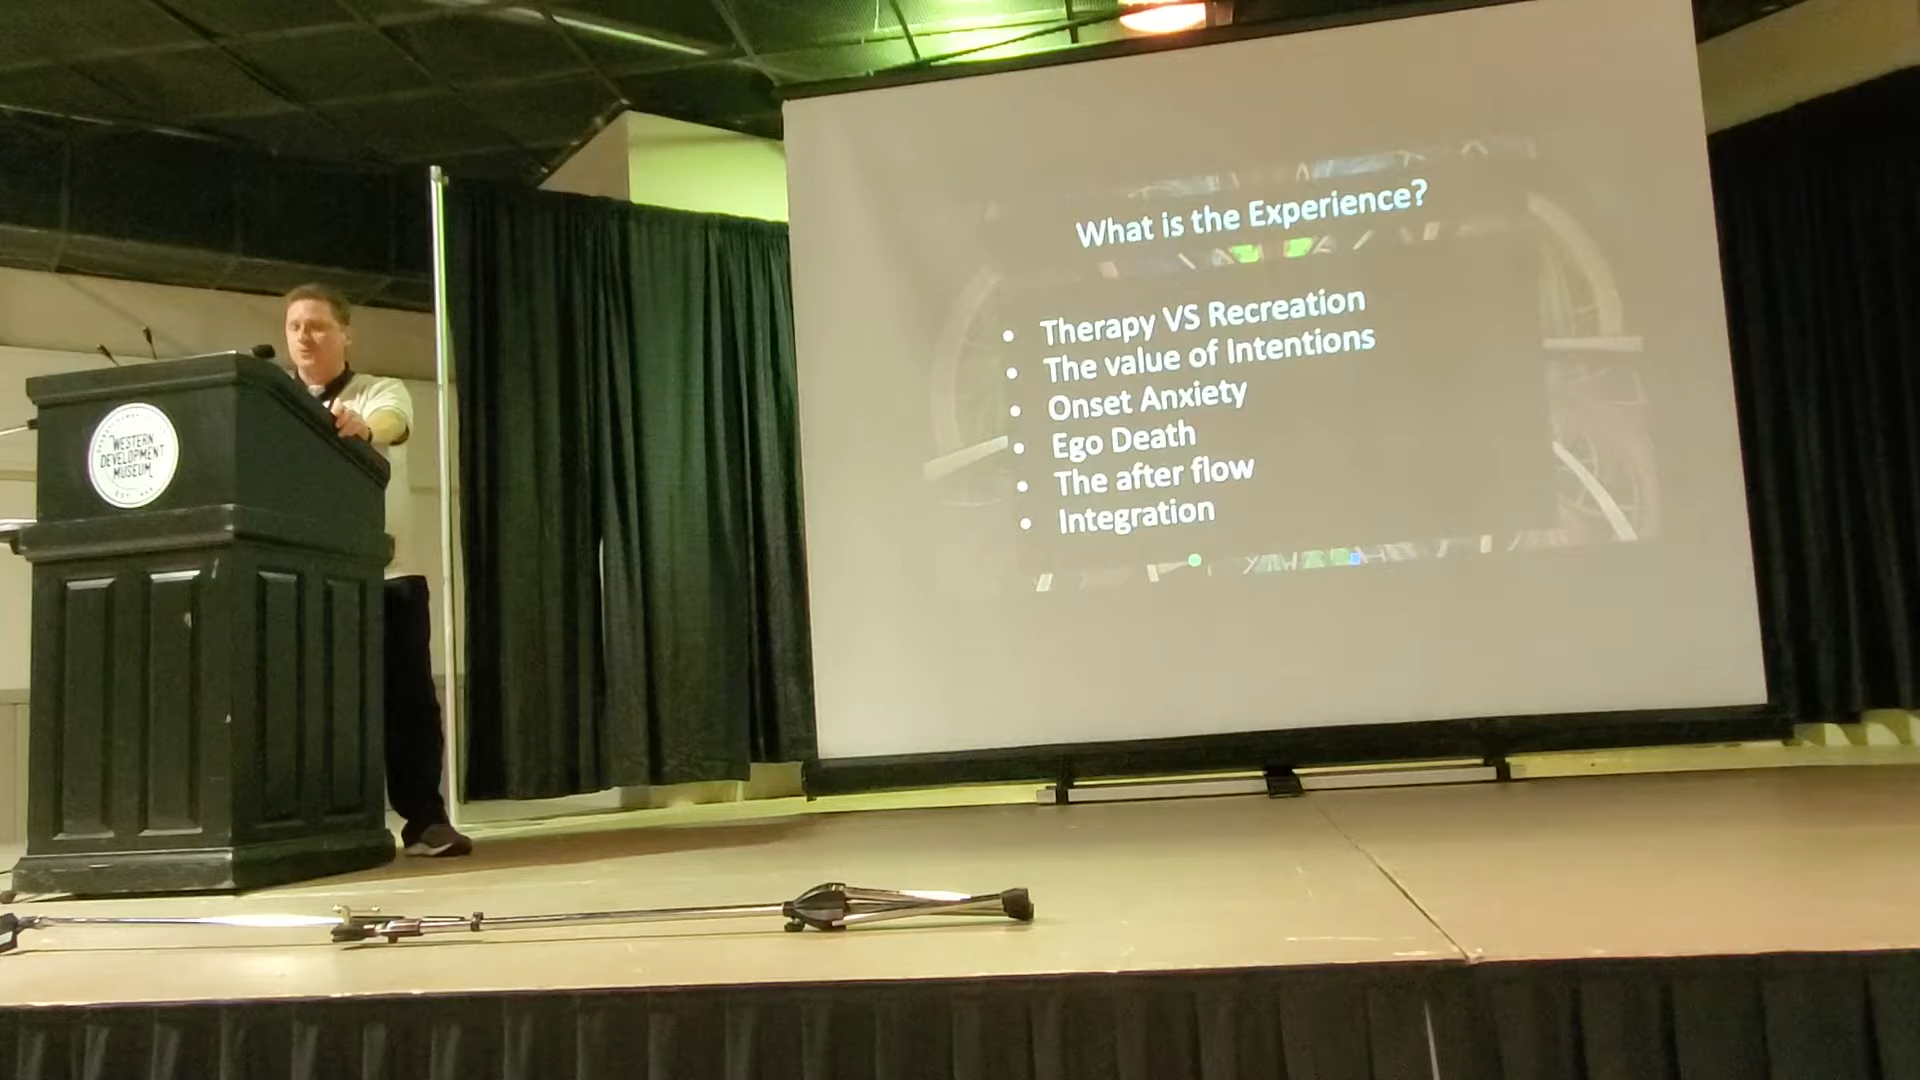 What is the Experience?
• Therapy VS Recreation
• The value of Intentions
• Onset Anxiety
• Ego Death
• The after flow
• Integration
WESTERN
DEVELOPMENT
MUSEUM